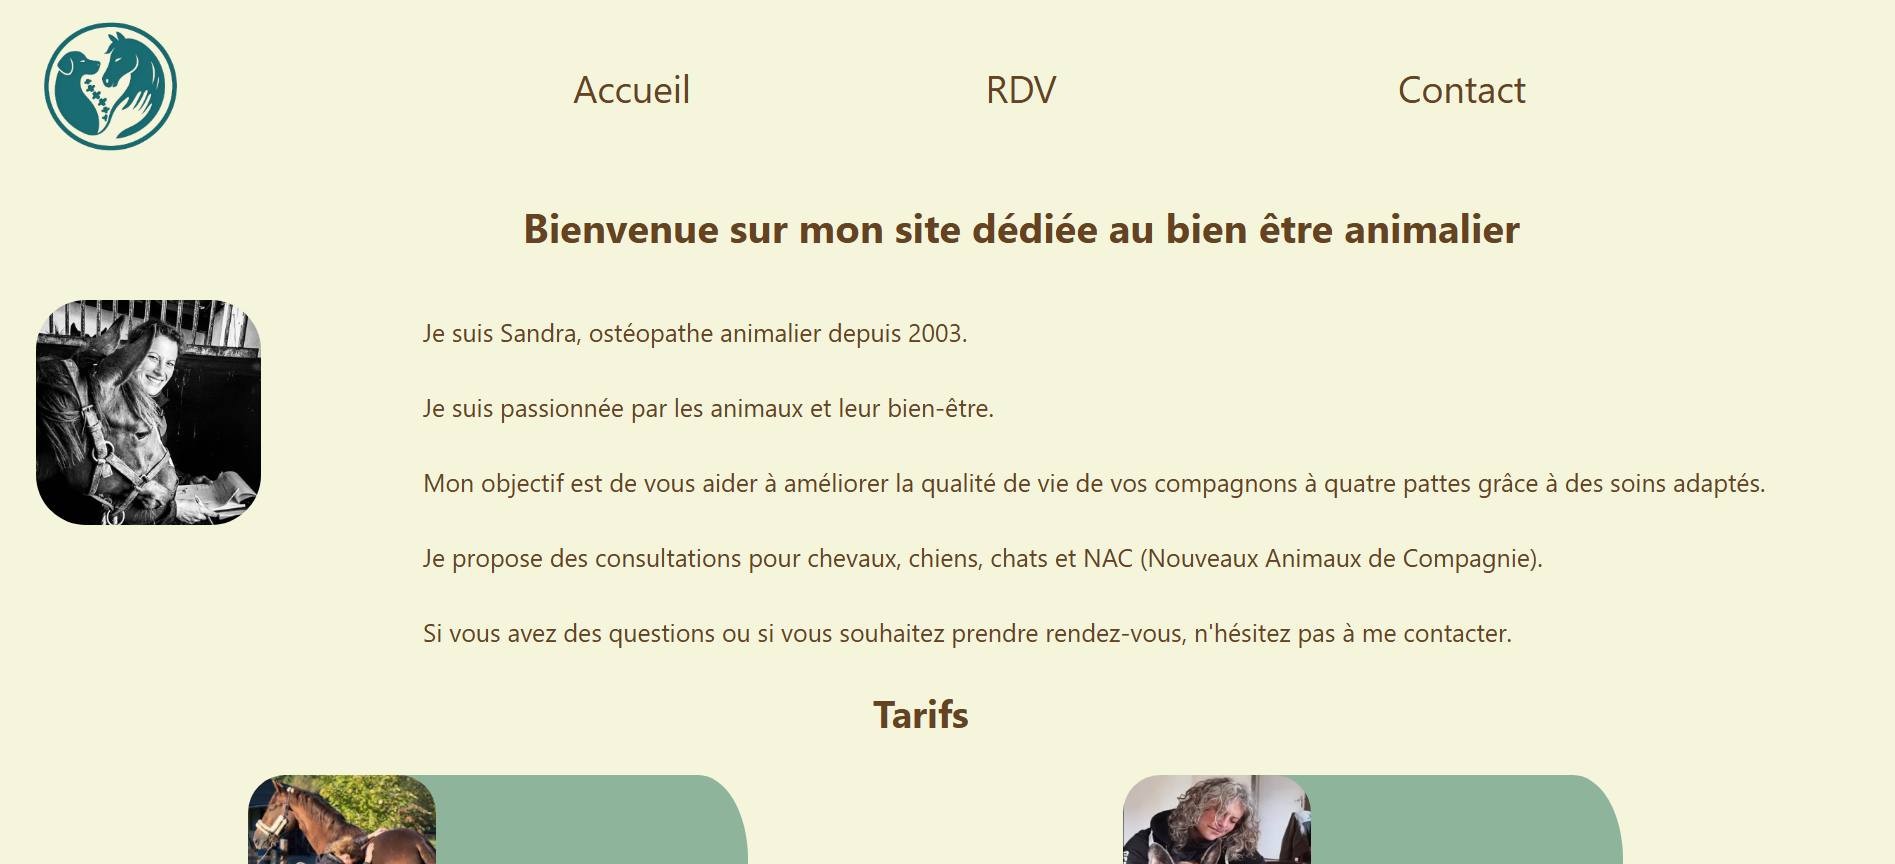 Accueil RDV Contact
Bienvenue sur mon site dédiée au bien être animalier
Je suis Sandra, ostéopathe animalier depuis 2003.
Je suis passionnée par les animaux et leur bien-être.
Mon objectif est de vous aider à améliorer la qualité de vie de vos compagnons à quatre pattes grâce à des soins adaptés.
Je propose des consultations pour chevaux, chiens, chats et NAC (Nouveaux Animaux de Compagnie).
Si vous avez des questions ou si vous souhaitez prendre rendez-vous, n'hésitez pas à me contacter.
Tarifs